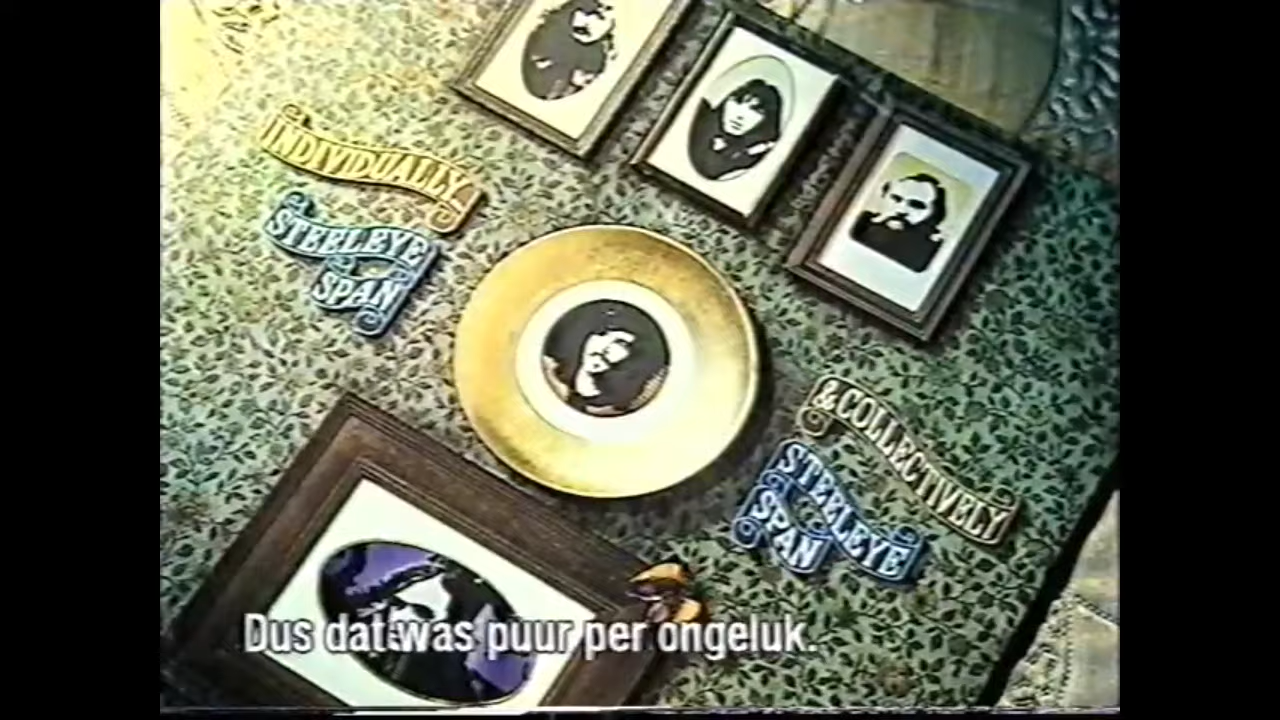 INDIVIDUALLY
STEELEYE
SPAN
& COLLECTIVELY
STEELEYE
SPAN
Dus dat was puur per ongeluk.